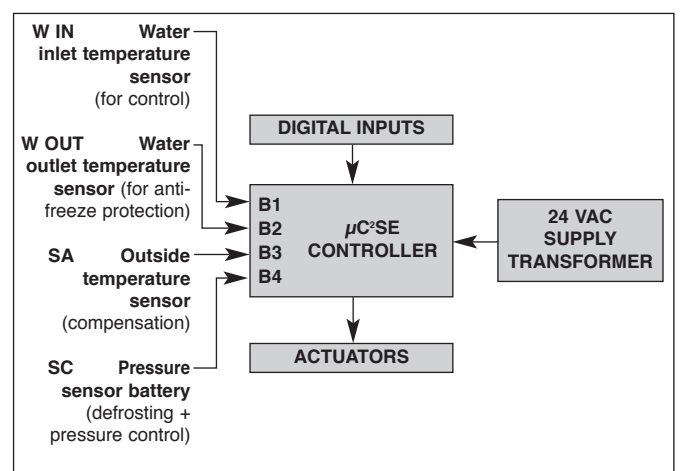 W IN Water
inlet temperature
sensor
(for control)
W OUT Water
outlet temperature
sensor (for anti-
freeze protection)
SA Outside
temperature
sensor
(compensation)
SC Pressure
sensor battery
(defrosting +
pressure control)
DIGITAL INPUTS
B1
B2
B3
B4
µC²SE
CONTROLLER
24 VAC
SUPPLY
TRANSFORMER
ACTUATORS